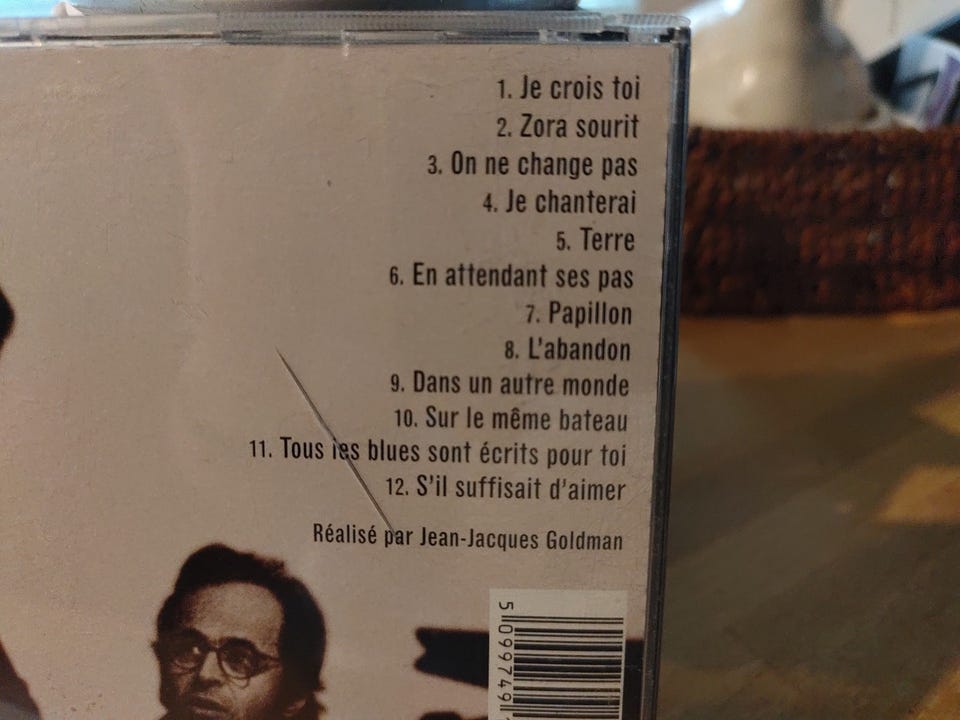 1. Je crois toi
2. Zora sourit
3. On ne change pas
4. Je chanterai
5. Terre
6. En attendant ses pas
7. Papillon
8. L'abandon
9. Dans un autre monde
10. Sur le même bateau
11. Tous les blues sont écrits pour toi
12. S'il suffisait d'aimer
Réalisé par Jean-Jacques Goldman
5 099749